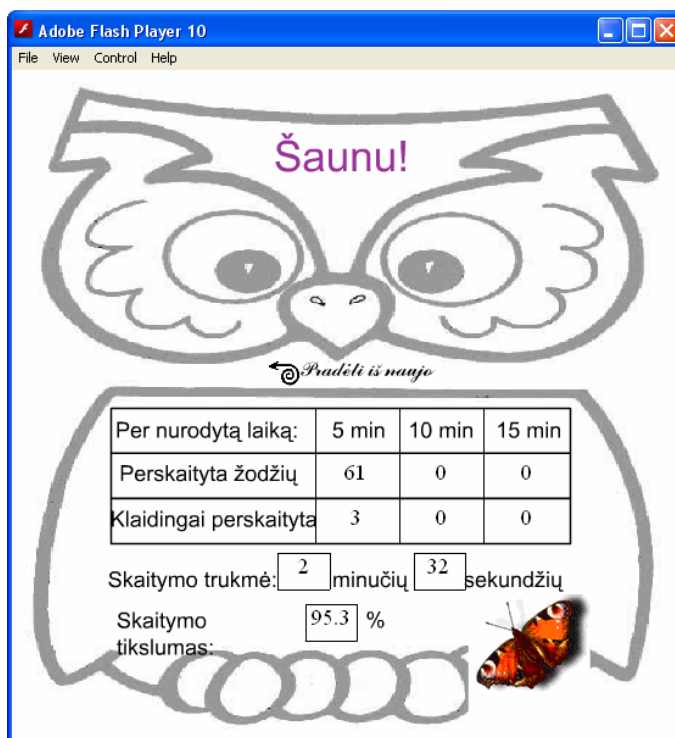 Adobe Flash Player 10
File View Control Help
Šaunu!
Pradėti iš naujo
Per nurodytą laiką: 5 min 10 min 15 min
Perskaityta žodžių 61 0 0
Klaidingai perskaityta 3 0 0
Skaitymo trukmė: 2 minučių 32 sekundžių
Skaitymo 95.3 %
tikslumas: